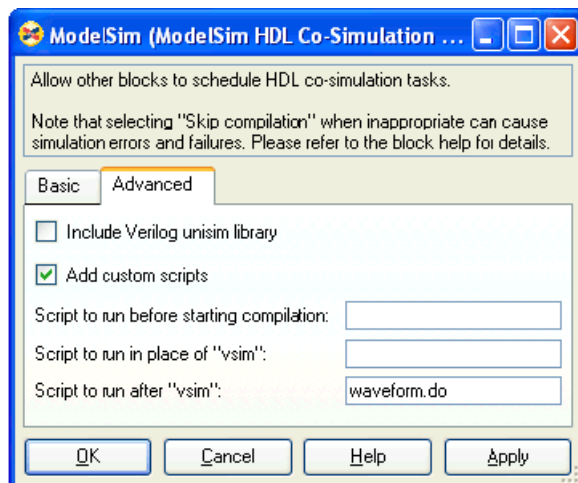 ModelSim (ModelSim HDL Co-Simulation ...
Allow other blocks to schedule HDL co-simulation tasks.
Note that selecting "Skip compilation" when inappropriate can cause
simulation errors and failures. Please refer to the block help for details.
Basic Advanced
Include Verilog unisim library
Add custom scripts
Script to run before starting compilation:
Script to run in place of "vsim":
Script to run after "vsim": waveform.do
OK Cancel Help Apply